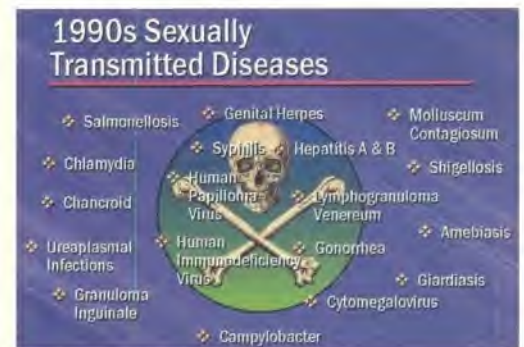 1990s Sexually
Transmitted Diseases
❖ Salmonellosis
❖ Genital Herpes
❖ Molluscum
Contagiosum
❖ Syphilis
❖ Hepatitis A & B
❖ Chlamydia
❖ Shigellosis
❖ Human
Papilloma
Virus
❖ Chancroid
❖ Lymphogranuloma
Venereum
❖ Amebiasis
❖ Ureaplasmal
Infections
❖ Human
Immunodeficiency
Virus
❖ Gonorrhea
❖ Giardiasis
❖ Granuloma
Inguinale
❖ Cytomegalovirus
❖ Campylobacter